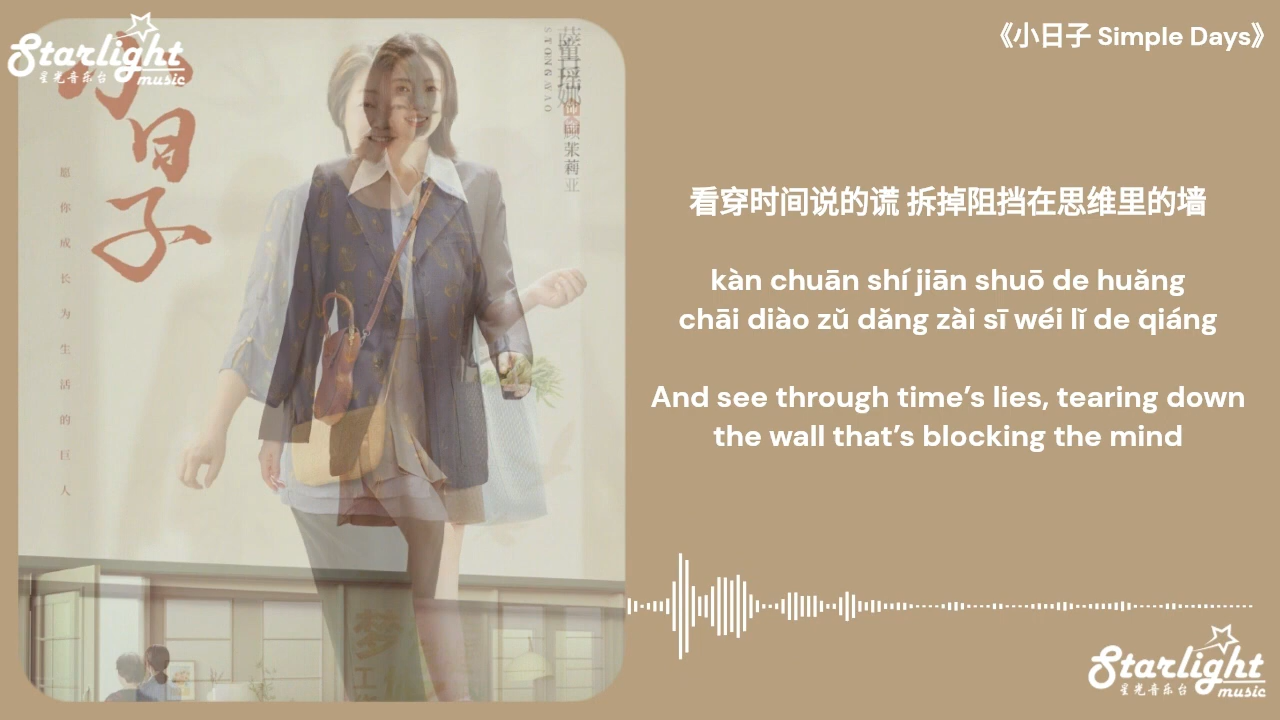 Starlight
星光音乐台 music
《小日子 Simple Days》
小日子
愿你成长为生活的巨人
看穿时间说的谎 拆掉阻挡在思维里的墙
kàn chuān shí jiān shuō de huǎng
chāi diào zǔ dǎng zài sī wéi lǐ de qiáng
And see through time’s lies, tearing down
the wall that’s blocking the mind
梦
工
Starlight
星光音乐台 music